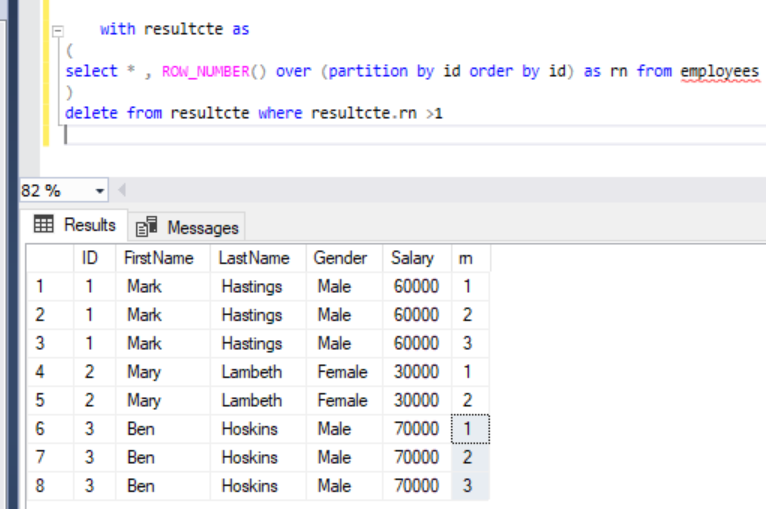 with resultcte as
(
select * , ROW_NUMBER() over (partition by id order by id) as rn from employees
)
delete from resultcte where resultcte.rn >1
82 %
Results Messages
ID FirstName LastName Gender Salary rn
1 1 Mark Hastings Male 60000 1
2 1 Mark Hastings Male 60000 2
3 1 Mark Hastings Male 60000 3
4 2 Mary Lambeth Female 30000 1
5 2 Mary Lambeth Female 30000 2
6 3 Ben Hoskins Male 70000 1
7 3 Ben Hoskins Male 70000 2
8 3 Ben Hoskins Male 70000 3